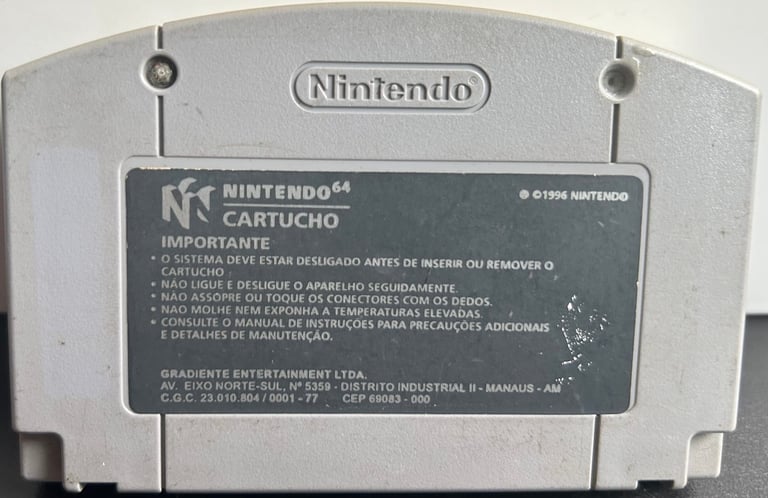 Nintendo®
NINTENDO 64
CARTUCHO
® ©1996 NINTENDO
IMPORTANTE
• O SISTEMA DEVE ESTAR DESLIGADO ANTES DE INSERIR OU REMOVER O
CARTUCHO
• NÃO LIGUE E DESLIGUE O APARELHO SEGUIDAMENTE.
• NÃO ASSOPRE OU TOQUE OS CONECTORES COM OS DEDOS.
• NAO MOLHE NEM EXPONHA A TEMPERATURAS ELEVADAS.
• CONSULTE O MANUAL DE INSTRUÇÕES PARA PRECAUÇÕES ADICIONAIS
E DETALHES DE MANUTENÇÃO.
GRADIENTE ENTERTAINMENT LTDA.
AV. EIXO NORTE-SUL, Nº 5359 - DISTRITO INDUSTRIAL II - MANAUS - AM
C.G.C. 23.010.804 / 0001 - 77 CEP 69083 - 000